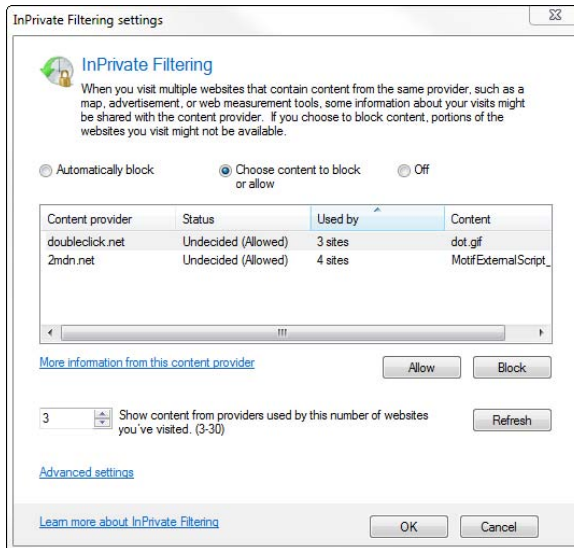 InPrivate Filtering settings
InPrivate Filtering
When you visit multiple websites that contain content from the same provider, such as a
map, advertisement, or web measurement tools, some information about your visits might
be shared with the content provider. If you choose to block content, portions of the
websites you visit might not be available.
Automatically block
Choose content to block
or allow
Off
Content provider Status Used by Content
doubleclick.net Undecided (Allowed) 3 sites dot.gif
2mdn.net Undecided (Allowed) 4 sites MotifExternalScript_
More information from this content provider
Allow Block
3 Show content from providers used by this number of websites
you've visited. (3-30)
Refresh
Advanced settings
Learn more about InPrivate Filtering
OK Cancel